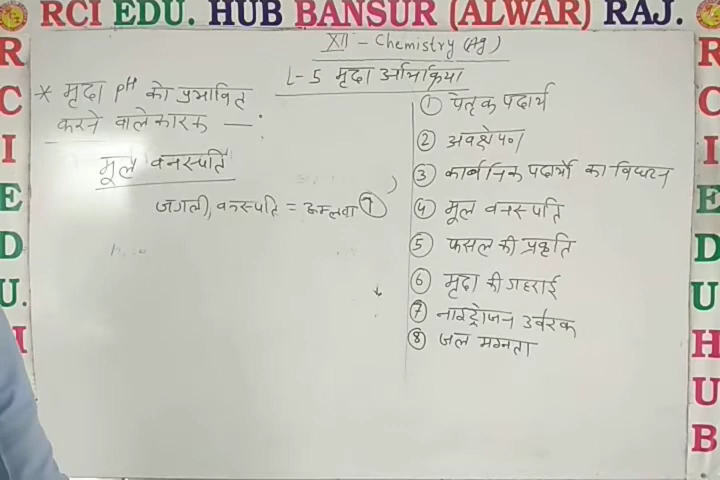 RCI EDU. HUB BANSUR (ALWAR) RAJ.
XII - Chemistry (Ag)
L-5 मृदा अभिक्रिया
* मृदा pH को प्रभावित
करने वाले कारक —:
मूल वनस्पति
जंगली, वनस्पति = अम्लता ↑
① पैतृक पदार्थ
② अवक्षेपण
③ कार्बनिक पदार्थों का विघटन
④ मूल वनस्पति
⑤ फसल की प्रकृति
⑥ मृदा की गहराई
⑦ नाइट्रोजन उर्वरक
⑧ जल मग्नता
R
C
I
E
D
U.
R
C
I
E
D
U
H
U
B